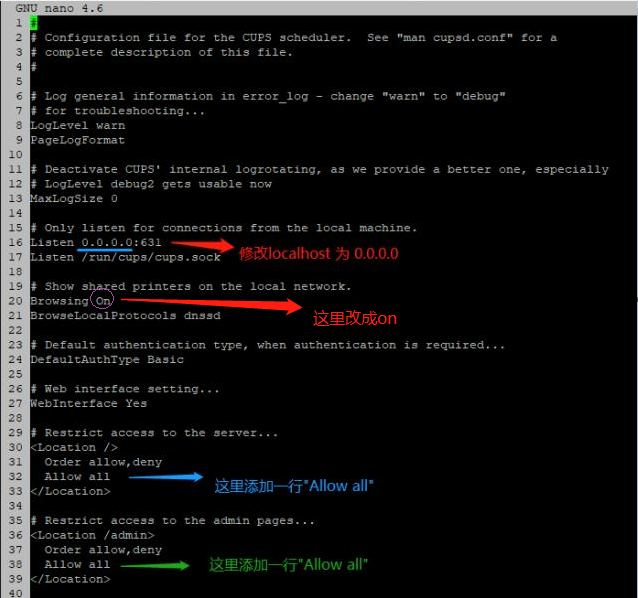 GNU nano 4.6
1 #
2 # Configuration file for the CUPS scheduler.  See "man cupsd.conf" for a
3 # complete description of this file.
4 #
5
6 # Log general information in error_log - change "warn" to "debug"
7 # for troubleshooting...
8 LogLevel warn
9 PageLogFormat
10
11 # Deactivate CUPS' internal logrotating, as we provide a better one, especially
12 # LogLevel debug2 gets usable now
13 MaxLogSize 0
14
15 # Only listen for connections from the local machine.
16 Listen 0.0.0.0:631 修改localhost 为 0.0.0.0
17 Listen /run/cups/cups.sock
18
19 # Show shared printers on the local network.
20 Browsing On 这里改成on
21 BrowseLocalProtocols dnssd
22
23 # Default authentication type, when authentication is required...
24 DefaultAuthType Basic
25
26 # Web interface setting...
27 WebInterface Yes
28
29 # Restrict access to the server...
30 <Location />
31   Order allow,deny
32   Allow all 这里添加一行"Allow all"
33 </Location>
34
35 # Restrict access to the admin pages...
36 <Location /admin>
37   Order allow,deny
38   Allow all 这里添加一行"Allow all"
39 </Location>
40